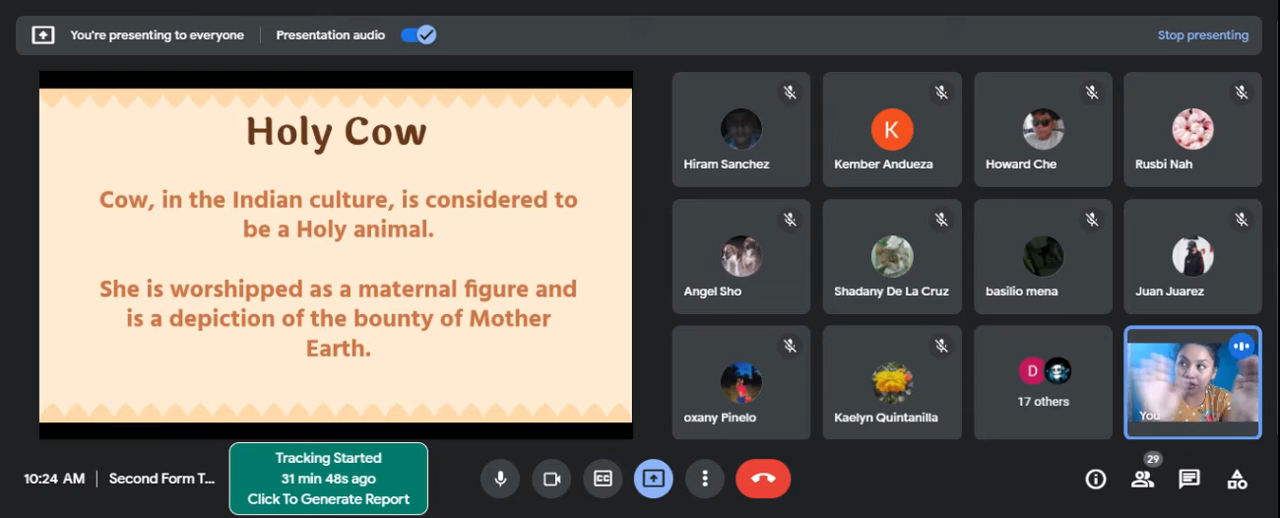 You're presenting to everyone
Presentation audio
Stop presenting
Holy Cow
Cow, in the Indian culture, is considered to
be a Holy animal.
She is worshipped as a maternal figure and
is a depiction of the bounty of Mother
Earth.
Hiram Sanchez
K
Kember Andueza
Howard Che
Rusbi Nah
Angel Sho
Shadany De La Cruz
basilio mena
Juan Juarez
oxany Pinelo
Kaelyn Quintanilla
D
17 others
You
10:24 AM
Second Form T...
Tracking Started
31 min 48s ago
Click To Generate Report
CC
29